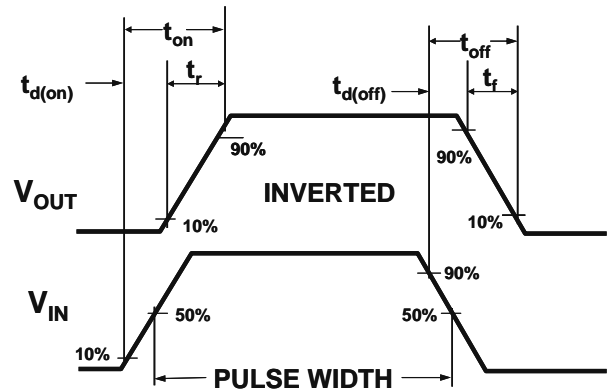 t_on t_off
t_d(on) t_r t_d(off) t_f
90% 90%
V_OUT INVERTED
10% 10%
90%
V_IN 50% 50%
10%
PULSE WIDTH